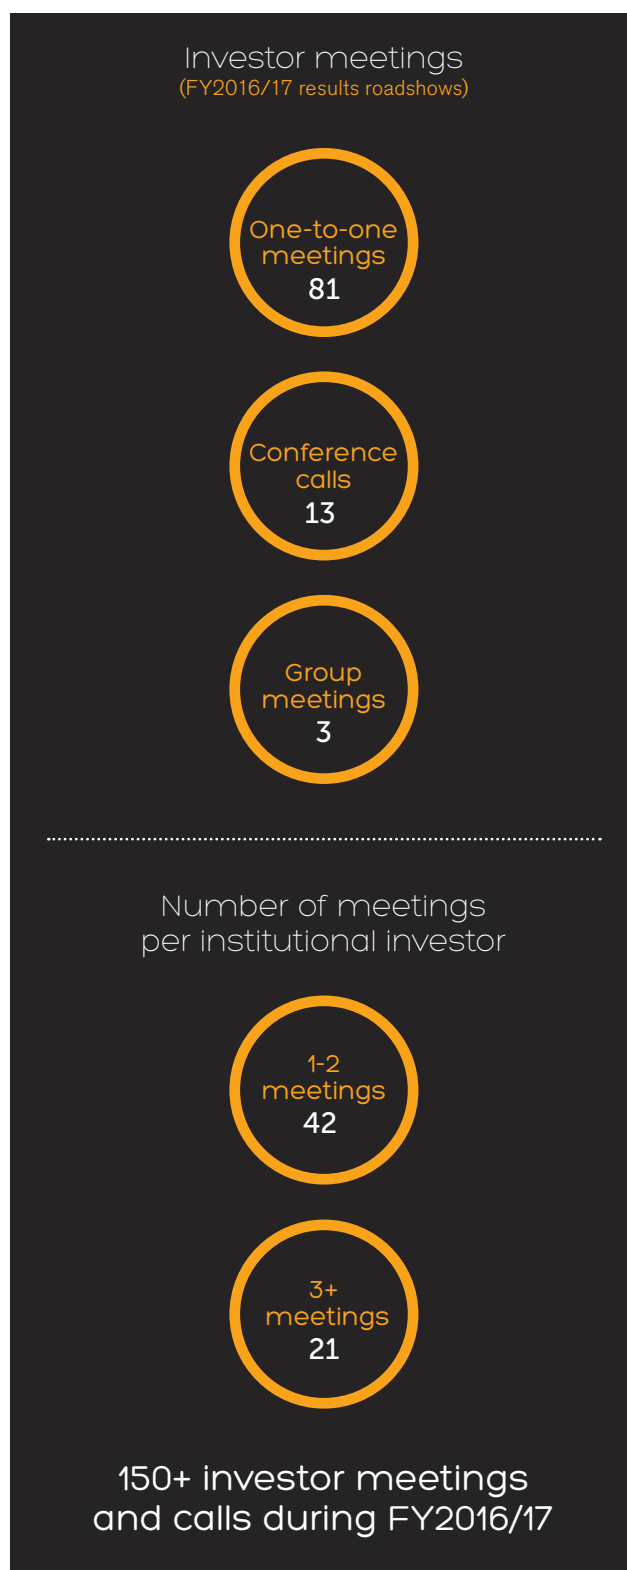 Investor meetings
(FY2016/17 results roadshows)
One-to-one
meetings
81
Conference
calls
13
Group
meetings
3
Number of meetings
per institutional investor
1-2
meetings
42
3+
meetings
21
150+ investor meetings
and calls during FY2016/17